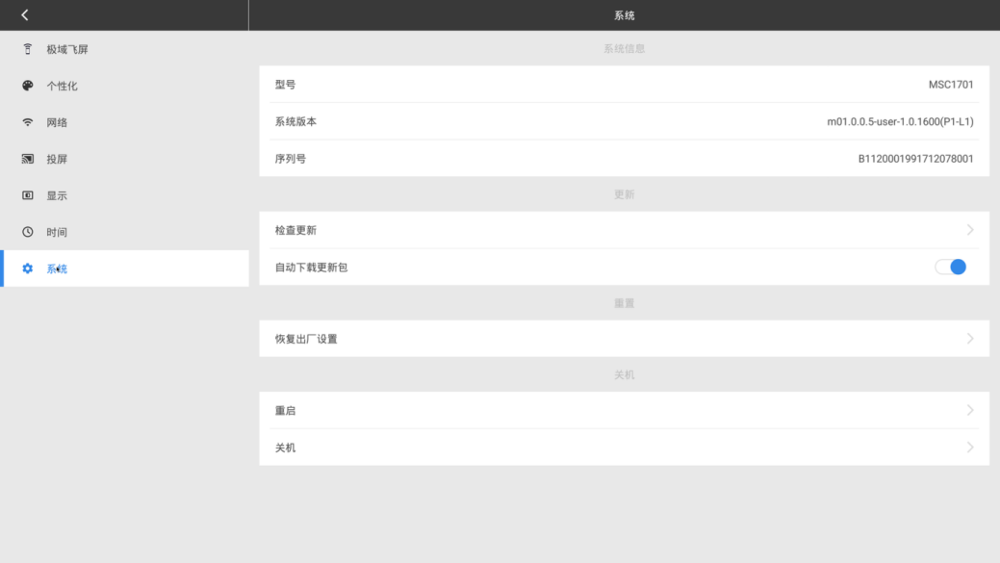 系统
极域飞屏
个性化
网络
投屏
显示
时间
系统
系统信息
型号 MSC1701
系统版本 m01.0.0.5-user-1.0.1600(P1-L1)
序列号 B1120001991712078001
更新
检查更新
自动下载更新包
重置
恢复出厂设置
关机
重启
关机